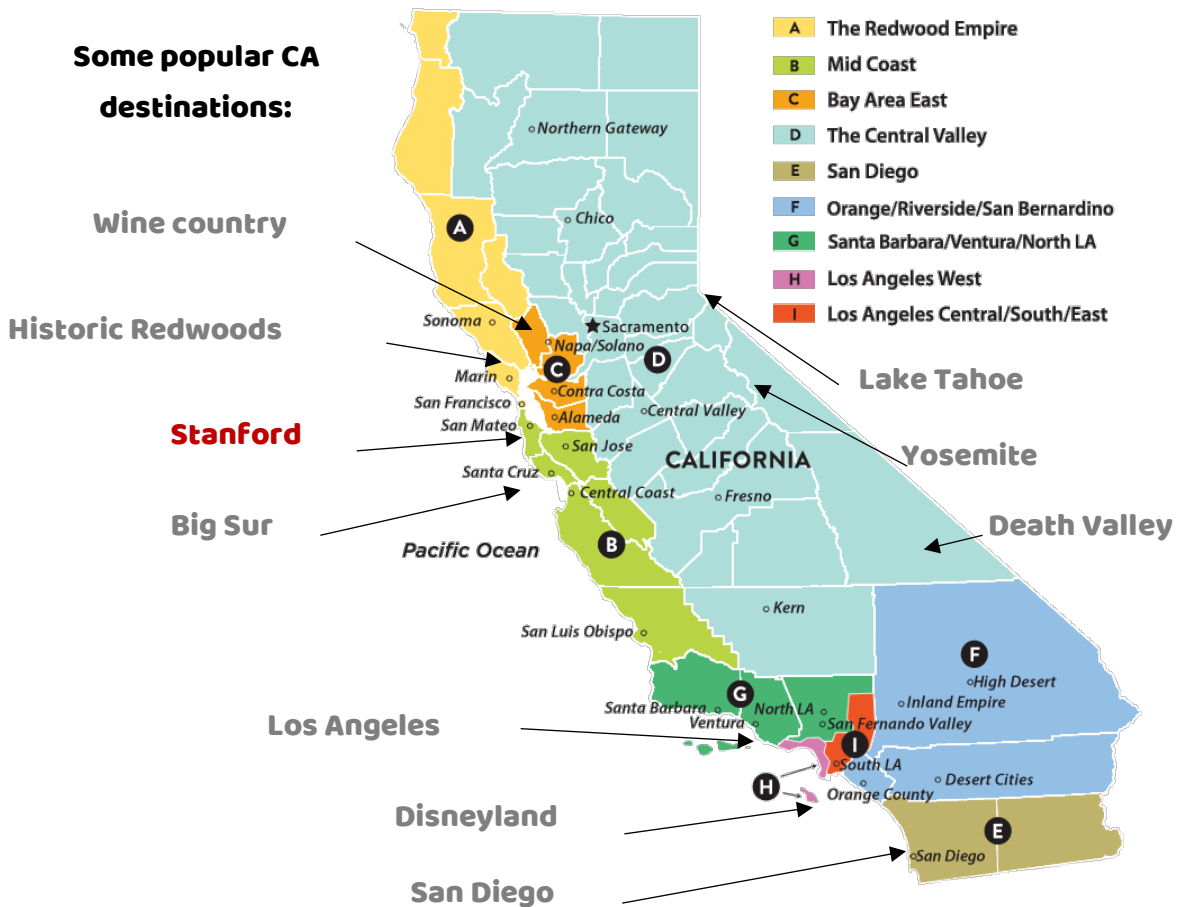 Some popular CA
destinations:
A The Redwood Empire
B Mid Coast
C Bay Area East
D The Central Valley
E San Diego
F Orange/Riverside/San Bernardino
G Santa Barbara/Ventura/North LA
H Los Angeles West
I Los Angeles Central/South/East
Northern Gateway
Wine country
Chico
A
Historic Redwoods
Sonoma
Sacramento
Napa/Solano
D
C
Marin
Lake Tahoe
Contra Costa
San Francisco
Central Valley
Alameda
Stanford
San Mateo
San Jose
CALIFORNIA
Yosemite
Santa Cruz
Central Coast
Fresno
Big Sur
Death Valley
Pacific Ocean
B
Kern
San Luis Obispo
F
High Desert
G
Inland Empire
Santa Barbara
North LA
Los Angeles
Ventura
San Fernando Valley
I
South LA
H
Desert Cities
Orange County
Disneyland
E
San Diego
San Diego